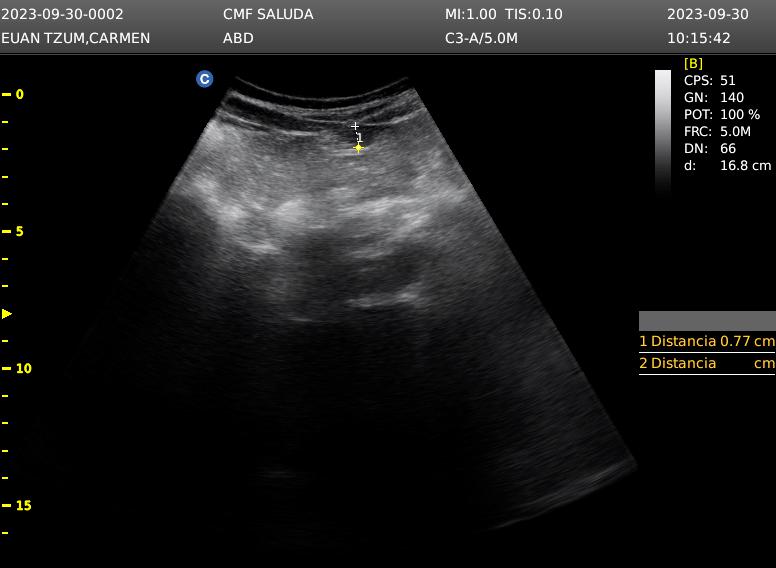 2023-09-30-0002 CMF SALUDA MI:1.00 TIS:0.10 2023-09-30
EUAN TZUM,CARMEN ABD C3-A/5.0M 10:15:42
C
[B]
CPS: 51
GN: 140
POT: 100 %
FRC: 5.0M
DN: 66
d: 16.8 cm
0
1
5
10
15
1 Distancia 0.77 cm
2 Distancia cm